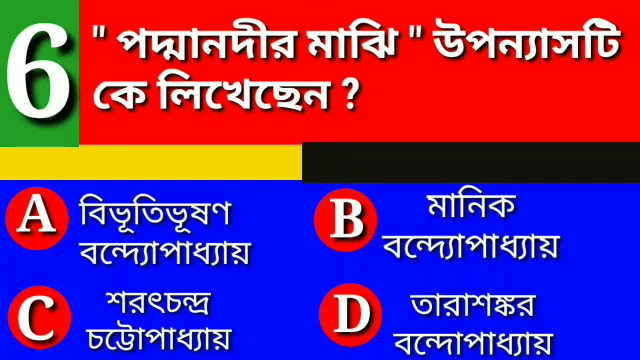 6
" পদ্মানদীর মাঝি " উপন্যাসটি
কে লিখেছেন ?
A
বিভূতিভূষণ
বন্দ্যোপাধ্যায়
B
মানিক
বন্দ্যোপাধ্যায়
C
শরৎচন্দ্র
চট্টোপাধ্যায়
D
তারাশঙ্কর
বন্দোপাধ্যায়